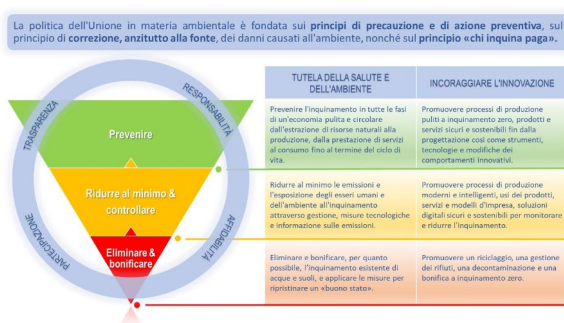 La politica dell'Unione in materia ambientale è fondata sui principi di precauzione e di azione preventiva, sul
principio di correzione, anzitutto alla fonte, dei danni causati all'ambiente, nonché sul principio «chi inquina paga».
TRASPARENZA
RESPONSABILITÀ
PARTECIPAZIONE
AFFIDABILITÀ
Prevenire
Ridurre al minimo &
controllare
Eliminare &
bonificare
TUTELA DELLA SALUTE E
DELL'AMBIENTE
INCORAGGIARE L'INNOVAZIONE
Prevenire l'inquinamento in tutte le fasi
di un'economia pulita e circolare
dall'estrazione di risorse naturali alla
produzione, dalla prestazione di servizi
al consumo fino al termine del ciclo di
vita.
Promuovere processi di produzione
puliti a inquinamento zero, prodotti e
servizi sicuri e sostenibili fin dalla
progettazione così come strumenti,
tecnologie e modifiche dei
comportamenti innovativi.
Ridurre al minimo le emissioni e
l'esposizione degli esseri umani e
dell'ambiente all'inquinamento
attraverso gestione, misure tecnologiche
e informazione sulle emissioni.
Promuovere processi di produzione
moderni e intelligenti, usi dei prodotti,
servizi e modelli d'impresa, soluzioni
digitali sicuri e sostenibili per monitorare
e ridurre l'inquinamento.
Eliminare e bonificare, per quanto
possibile, l'inquinamento esistente di
acque e suoli, e applicare le misure per
ripristinare un «buono stato».
Promuovere un riciclaggio, una gestione
dei rifiuti, una decontaminazione e una
bonifica a inquinamento zero.